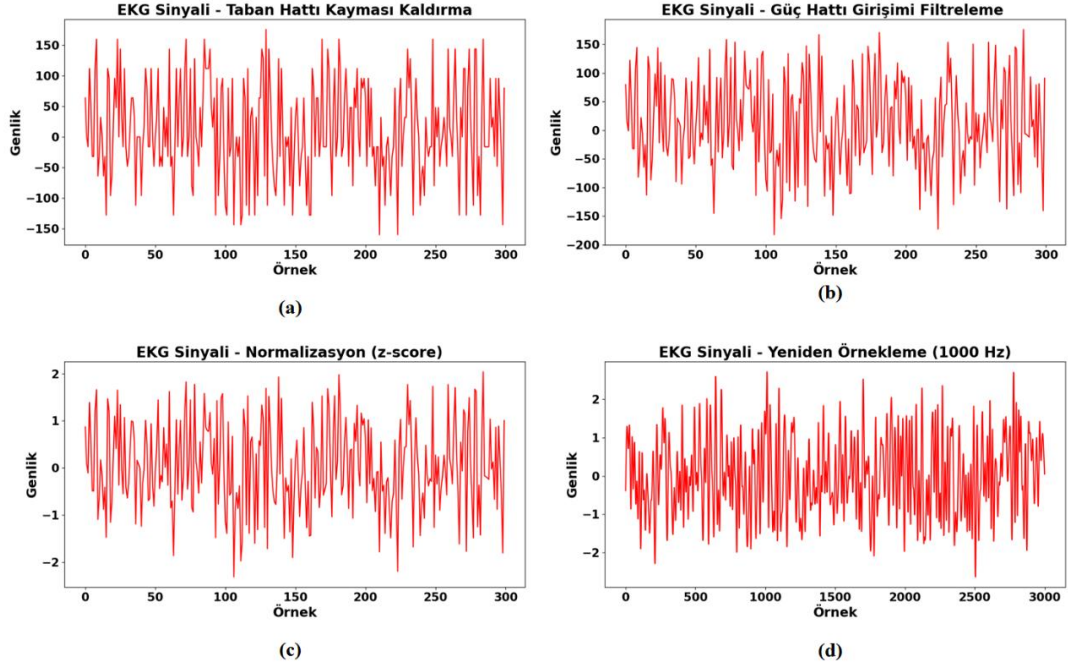 EKG Sinyali - Taban Hattı Kayması Kaldırma
Genlik
150
100
50
0
−50
−100
−150
0 50 100 150 200 250 300
Örnek
(a)
EKG Sinyali - Güç Hattı Girişimi Filtreleme
Genlik
150
100
50
0
−50
−100
−150
−200
0 50 100 150 200 250 300
Örnek
(b)
EKG Sinyali - Normalizasyon (z-score)
Genlik
2
1
0
−1
−2
0 50 100 150 200 250 300
Örnek
(c)
EKG Sinyali - Yeniden Örnekleme (1000 Hz)
Genlik
2
1
0
−1
−2
0 500 1000 1500 2000 2500 3000
Örnek
(d)